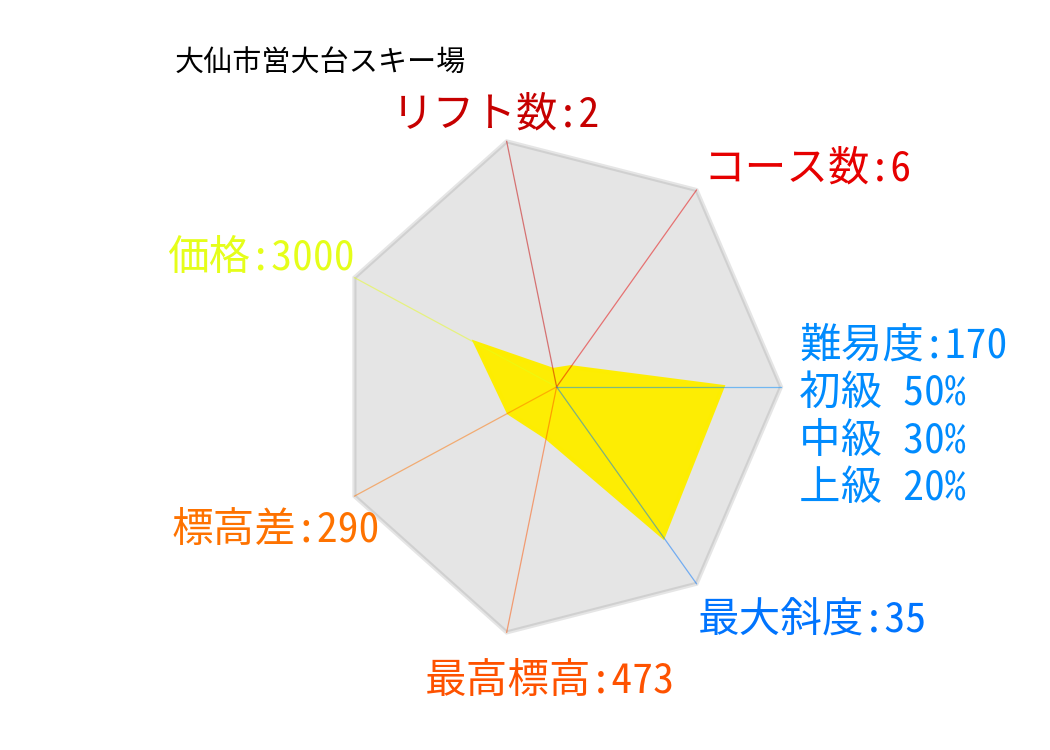 大仙市営大台スキー場
リフト数:2
コース数:6
価格:3000
難易度:170
初級 50%
中級 30%
上級 20%
標高差:290
最大斜度:35
最高標高:473